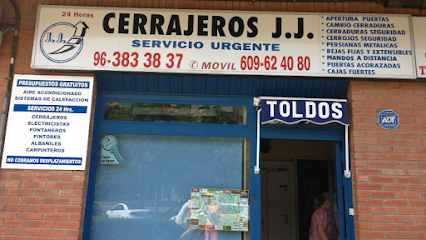 24 Horas
J.J.
CERRAJEROS J.J.
SERVICIO URGENTE
96-383 38 37 MOVIL 609-62 40 80
* APERTURA PUERTAS
* CAMBIO CERRADURAS
* CERRADURAS SEGURIDAD
* CERROJOS SEGURIDAD
* PERSIANAS METALICAS
* REJAS FIJAS Y EXTENSIBLES
* MANDOS A DISTANCIA
* PUERTAS ACORAZADAS
* CAJAS FUERTES
PRESUPUESTOS GRATUITOS
AIRE ACONDICIONADO
SISTEMAS DE CALEFACCION
SERVICIOS 24 Hrs.
CERRAJEROS
ELECTRICISTAS
FONTANEROS
PINTORES
ALBAÑILES
CARPINTEROS
NO COBRAMOS DESPLAZAMIENTOS
TOLDOS
ADT